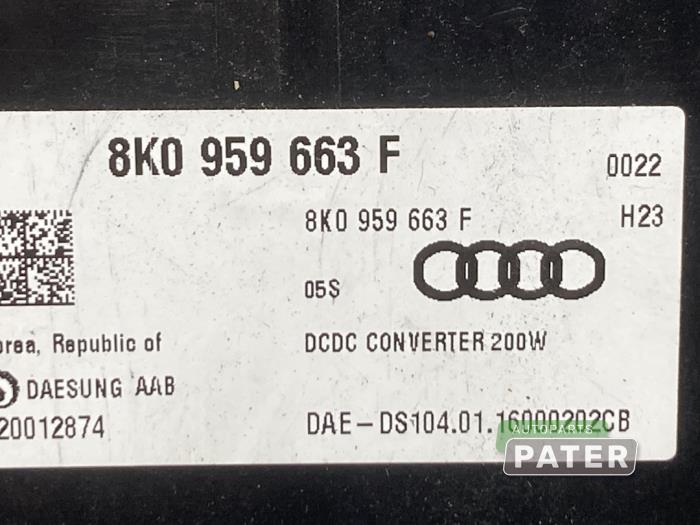 8K0 959 663 F
0022
8K0 959 663 F
H23
05S
orea, Republic of
DCDC CONVERTER 200W
DAESUNG AAB
20012874
DAE-DS104.01.16000202CB
AUTOPARTS
PATER